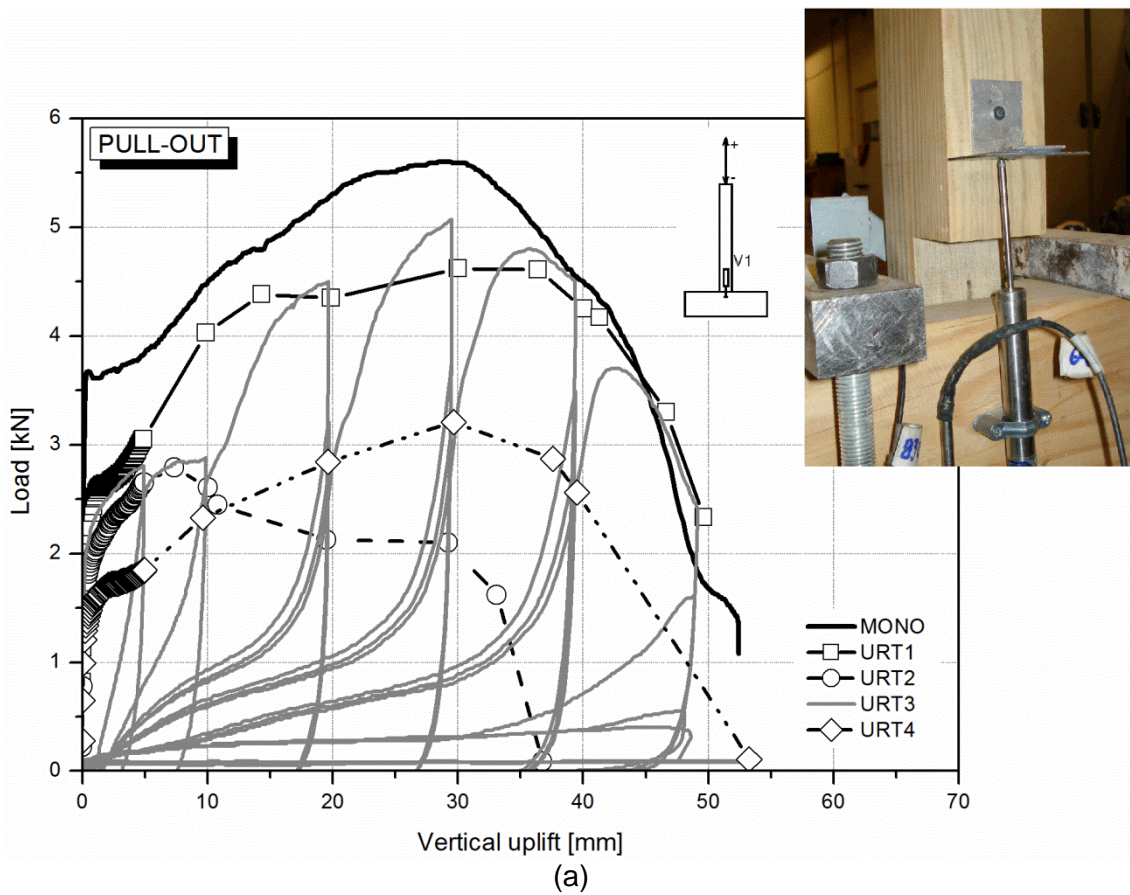 PULL-OUT
+
-
V1
Load [kN]
6
5
4
3
2
1
0
0 10 20 30 40 50 60 70
Vertical uplift [mm]
MONO
URT1
URT2
URT3
URT4
(a)